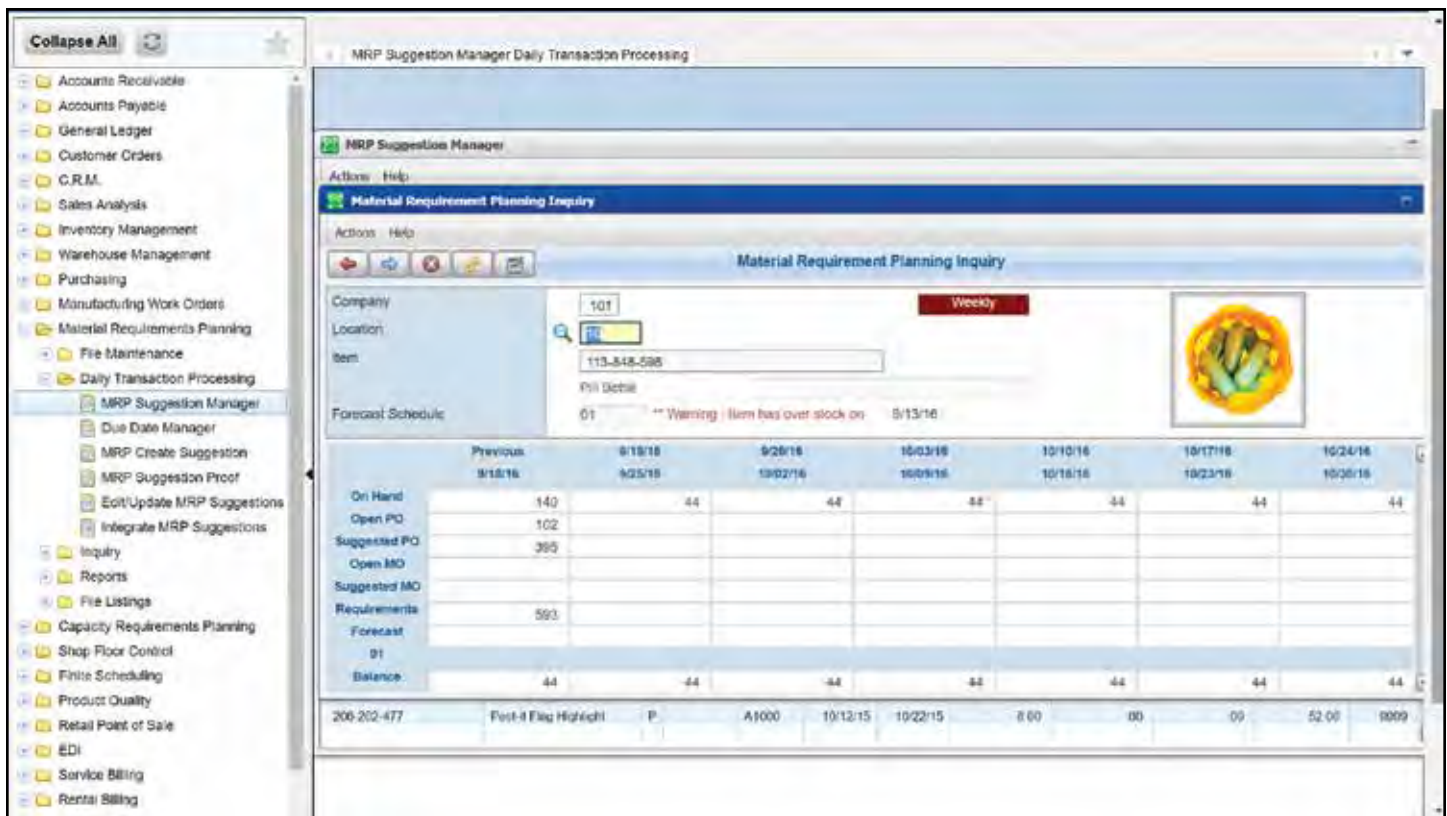 Collapse All
MRP Suggestion Manager Daily Transaction Processing
Accounts Receivable
Accounts Payable
General Ledger
Customer Orders
C.R.M.
Sales Analysis
Inventory Management
Warehouse Management
Purchasing
Manufacturing Work Orders
Material Requirements Planning
File Maintenance
Daily Transaction Processing
MRP Suggestion Manager
Due Date Manager
MRP Create Suggestion
MRP Suggestion Proof
Edit/Update MRP Suggestions
Integrate MRP Suggestions
Inquiry
Reports
File Listings
Capacity Requirements Planning
Shop Floor Control
Finite Scheduling
Product Quality
Retail Point of Sale
EDI
Service Billing
Rental Billing
MRP Suggestion Manager
Actions Help
Material Requirement Planning Inquiry
Actions Help
Material Requirement Planning Inquiry
Company 101 Weekly
Location
Item 113-848-598
Forecast Schedule 01 ** Warning : Item has over stock on 9/13/16
Previous 9/19/16 9/26/16 10/03/16 10/10/16 10/17/16 10/24/16
9/18/16 9/25/16 10/02/16 10/09/16 10/16/16 10/23/16 10/30/16
On Hand 140 44 44 44 44 44 44
Open PO 102
Suggested PO 395
Open MO
Suggested MO
Requirements 593
Forecast
01
Balance 44 44 44 44 44 44 44
206-202-477 Post-it Flag Highlight P A1000 10/12/15 10/22/15 8.00 .00 .00 52.00 9009